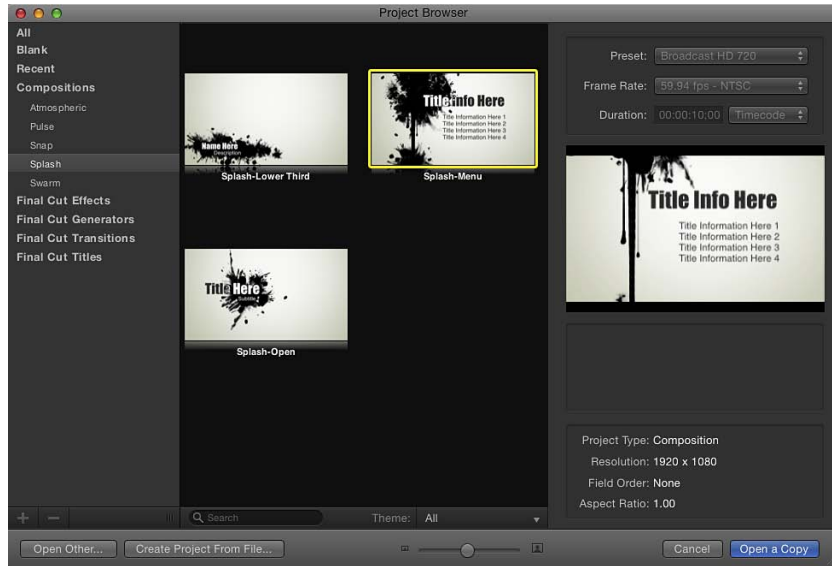 Project Browser
All
Blank
Recent
Compositions
Atmospheric
Pulse
Snap
Splash
Swarm
Final Cut Effects
Final Cut Generators
Final Cut Transitions
Final Cut Titles
Name Here
Description
Splash-Lower Third
Title Info Here
Title Information Here 1
Title Information Here 2
Title Information Here 3
Title Information Here 4
Splash-Menu
Title Here
Subtitle
Splash-Open
Search
Theme: All
Preset: Broadcast HD 720
Frame Rate: 59.94 fps - NTSC
Duration: 00:00:10;00 Timecode
Title Info Here
Title Information Here 1
Title Information Here 2
Title Information Here 3
Title Information Here 4
Project Type: Composition
Resolution: 1920 x 1080
Field Order: None
Aspect Ratio: 1.00
Open Other...
Create Project From File...
Cancel
Open a Copy